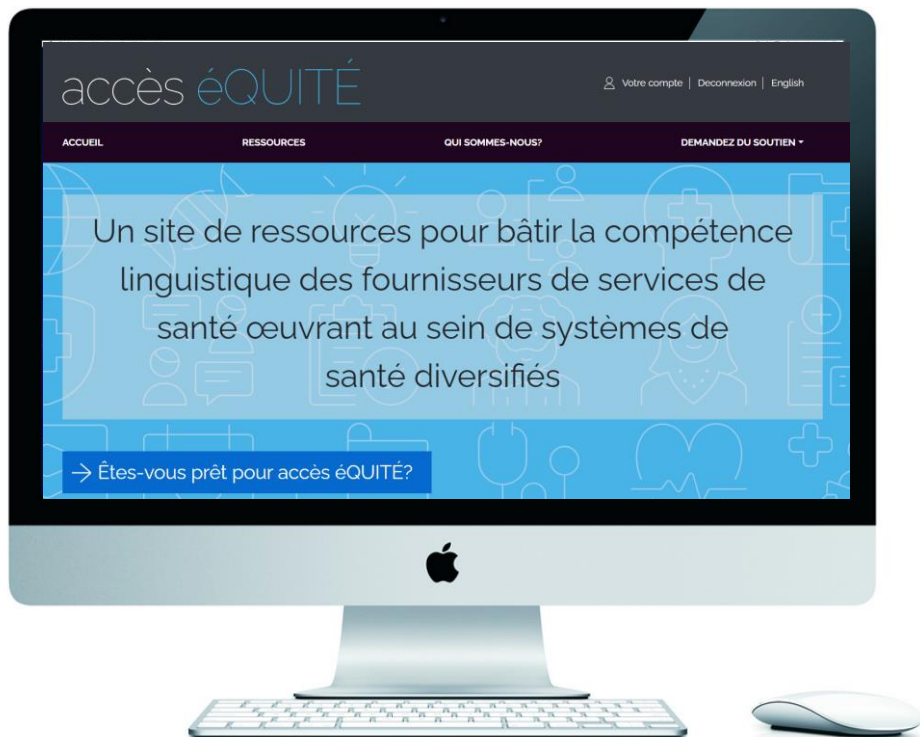 accès éQUITÉ
Votre compte | Deconnexion | English
ACCUEIL RESSOURCES QUI SOMMES-NOUS? DEMANDEZ DU SOUTIEN
Un site de ressources pour bâtir la compétence
linguistique des fournisseurs de services de
santé œuvrant au sein de systèmes de
santé diversifiés
→ Êtes-vous prêt pour accès éQUITÉ?